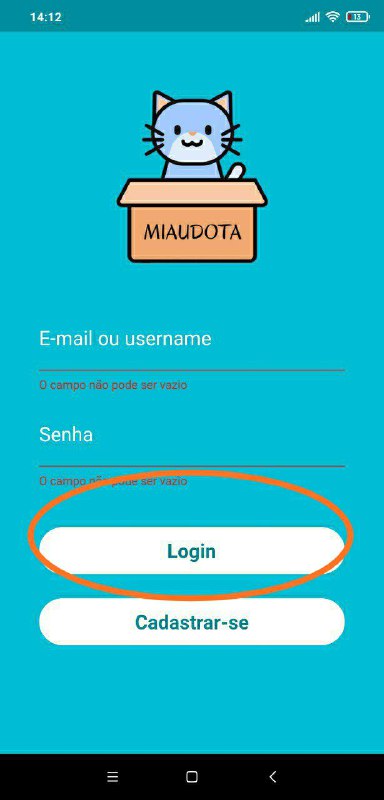 14:12
13
MIAUDOTA
E-mail ou username
O campo não pode ser vazio
Senha
O campo não pode ser vazio
Login
Cadastrar-se